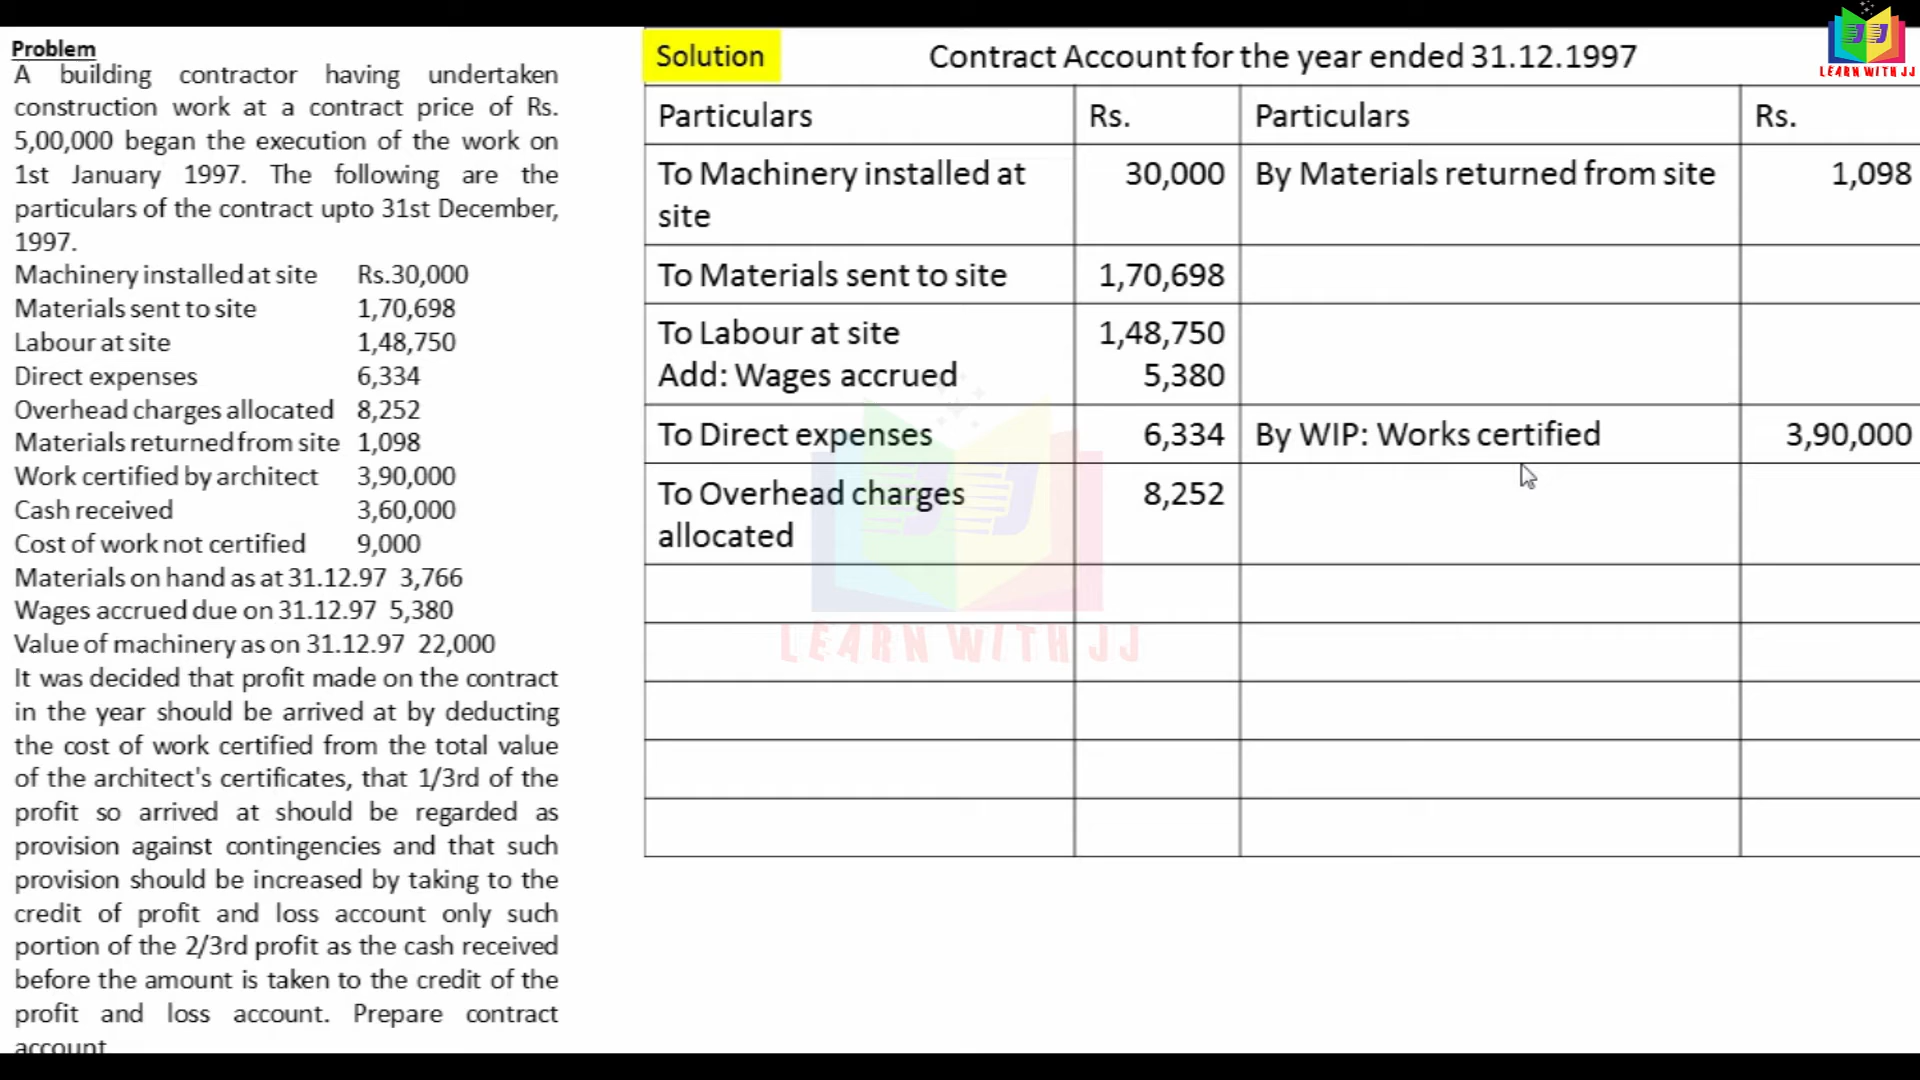 Problem
A building contractor having undertaken
construction work at a contract price of Rs.
5,00,000 began the execution of the work on
1st January 1997. The following are the
particulars of the contract upto 31st December,
1997.
Machinery installed at site Rs.30,000
Materials sent to site 1,70,698
Labour at site 1,48,750
Direct expenses 6,334
Overhead charges allocated 8,252
Materials returned from site 1,098
Work certified by architect 3,90,000
Cash received 3,60,000
Cost of work not certified 9,000
Materials on hand as at 31.12.97 3,766
Wages accrued due on 31.12.97 5,380
Value of machinery as on 31.12.97 22,000
It was decided that profit made on the contract
in the year should be arrived at by deducting
the cost of work certified from the total value
of the architect's certificates, that 1/3rd of the
profit so arrived at should be regarded as
provision against contingencies and that such
provision should be increased by taking to the
credit of profit and loss account only such
portion of the 2/3rd profit as the cash received
before the amount is taken to the credit of the
profit and loss account. Prepare contract
account
Solution
Contract Account for the year ended 31.12.1997
Particulars Rs. Particulars Rs.
To Machinery installed at 30,000 By Materials returned from site 1,098
site
To Materials sent to site 1,70,698
To Labour at site 1,48,750
Add: Wages accrued 5,380
To Direct expenses 6,334 By WIP: Works certified 3,90,000
To Overhead charges 8,252
allocated
LEARN WITH JJ
JJ
LEARN WITH JJ